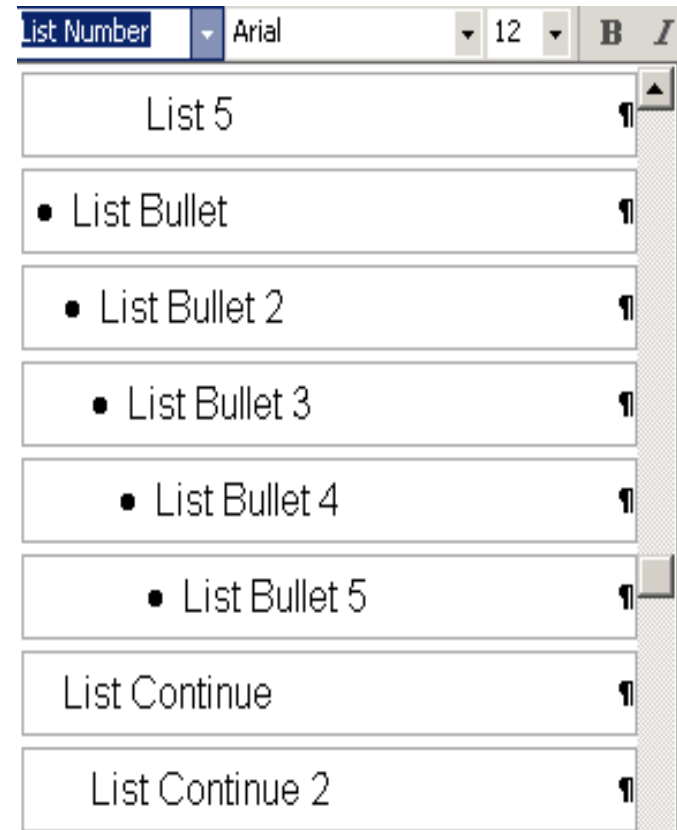 List Number Arial 12 B I
List 5 ¶
• List Bullet ¶
• List Bullet 2 ¶
• List Bullet 3 ¶
• List Bullet 4 ¶
• List Bullet 5 ¶
List Continue ¶
List Continue 2 ¶